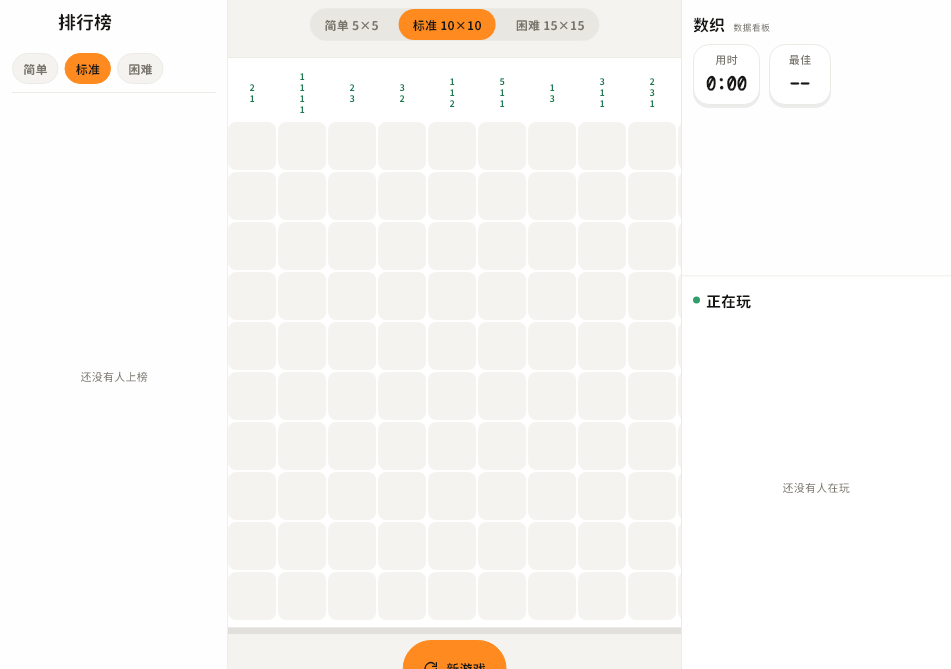 排行榜
简单 标准 困难
还没有人上榜
简单 5×5 标准 10×10 困难 15×15
1 5 3 2
2 1 2 3 1 1 1 1 3
1 1 3 2 2 1 3 1 1
1
新游戏
数织 数据看板
用时 最佳
0:00 --
正在玩
还没有人在玩